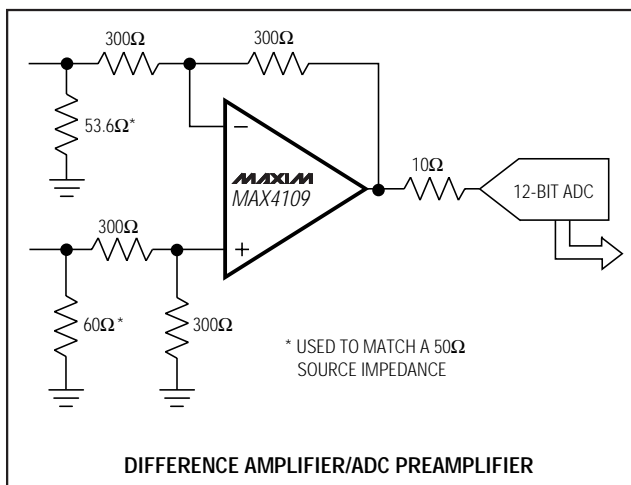 300Ω 300Ω
53.6Ω*
−
MAXIM
MAX4109
10Ω
12-BIT ADC
300Ω
+
60Ω*
300Ω
* USED TO MATCH A 50Ω
SOURCE IMPEDANCE
DIFFERENCE AMPLIFIER/ADC PREAMPLIFIER